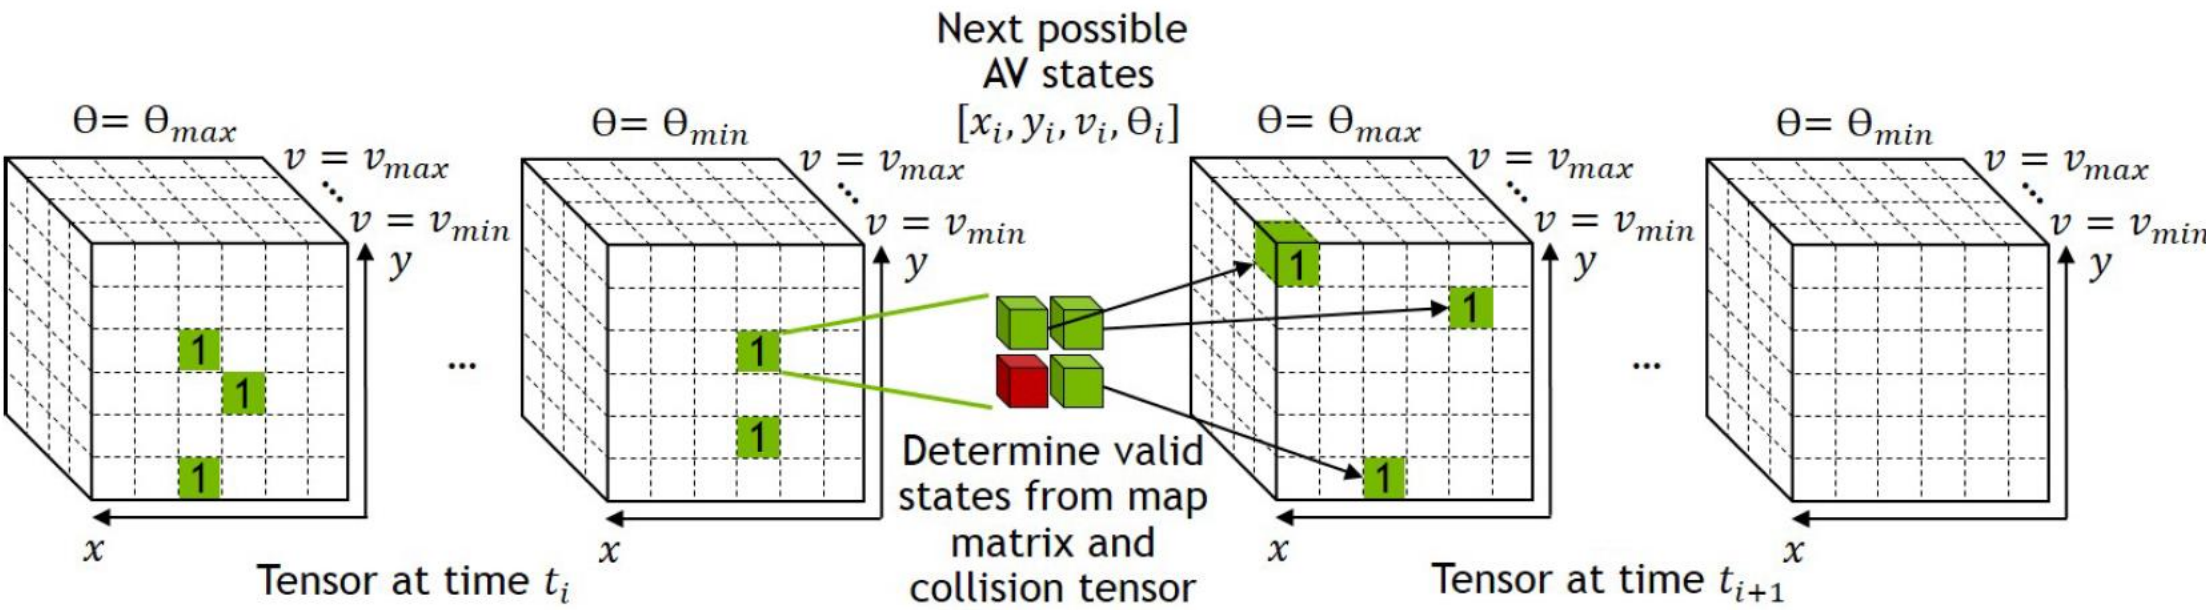 Next possible
AV states
[x_i, y_i, v_i, ϴ_i]
ϴ= ϴ_max
v = v_max
⋱
v = v_min
y
1
1
1
x
...
ϴ= ϴ_min
v = v_max
⋱
v = v_min
y
1
1
x
Tensor at time t_i
Determine valid
states from map
matrix and
collision tensor
ϴ= ϴ_max
v = v_max
⋱
v = v_min
y
1
1
1
x
...
ϴ= ϴ_min
v = v_max
⋱
v = v_min
y
x
Tensor at time t_{i+1}